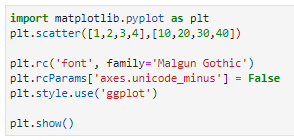 import matplotlib.pyplot as plt
plt.scatter([1,2,3,4],[10,20,30,40])
plt.rc('font', family='Malgun Gothic')
plt.rcParams['axes.unicode_minus'] = False
plt.style.use('ggplot')
plt.show()